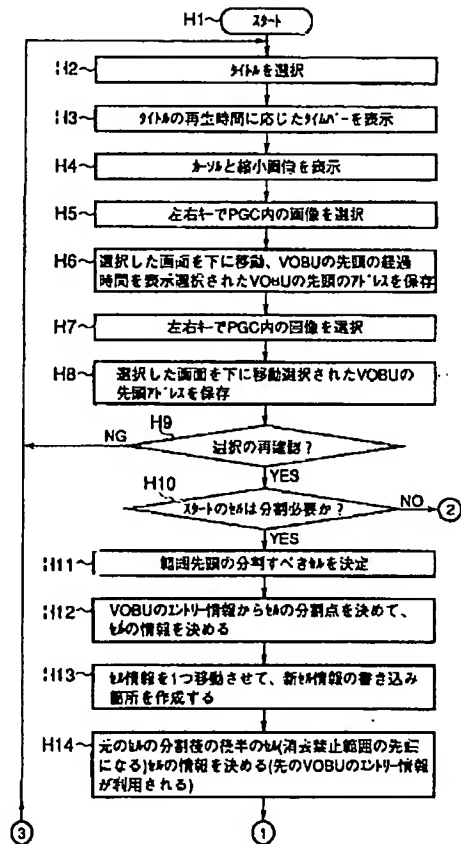 H1 スタート
H2 タイトルを選択
H3 タイトルの再生時間に応じたタイムバーを表示
H4 カーソルと縮小画像を表示
H5 左右キーでPGC内の画像を選択
H6 選択した画面を下に移動、VOBUの先頭の経過
時間を表示選択されたVOBUの先頭のアドレスを保存
H7 左右キーでPGC内の画像を選択
H8 選択した画面を下に移動選択されたVOBUの
先頭アドレスを保存
H9
NG 選択の再確認?
YES
H10
スタートのセルは分割必要か? NO ②
YES
H11 範囲先頭の分割すべきセルを決定
H12 VOBUのエントリー情報からセルの分割点を決めて、
セルの情報を決める
H13 セル情報を1つ移動させて、新セル情報の書き込み
箇所を作成する
H14 元のセルの分割後の後半のセル(消去禁止範囲の先頭
になる)セルの情報を決める(先のVOBUのエントリー情報
が利用される)
③ ①